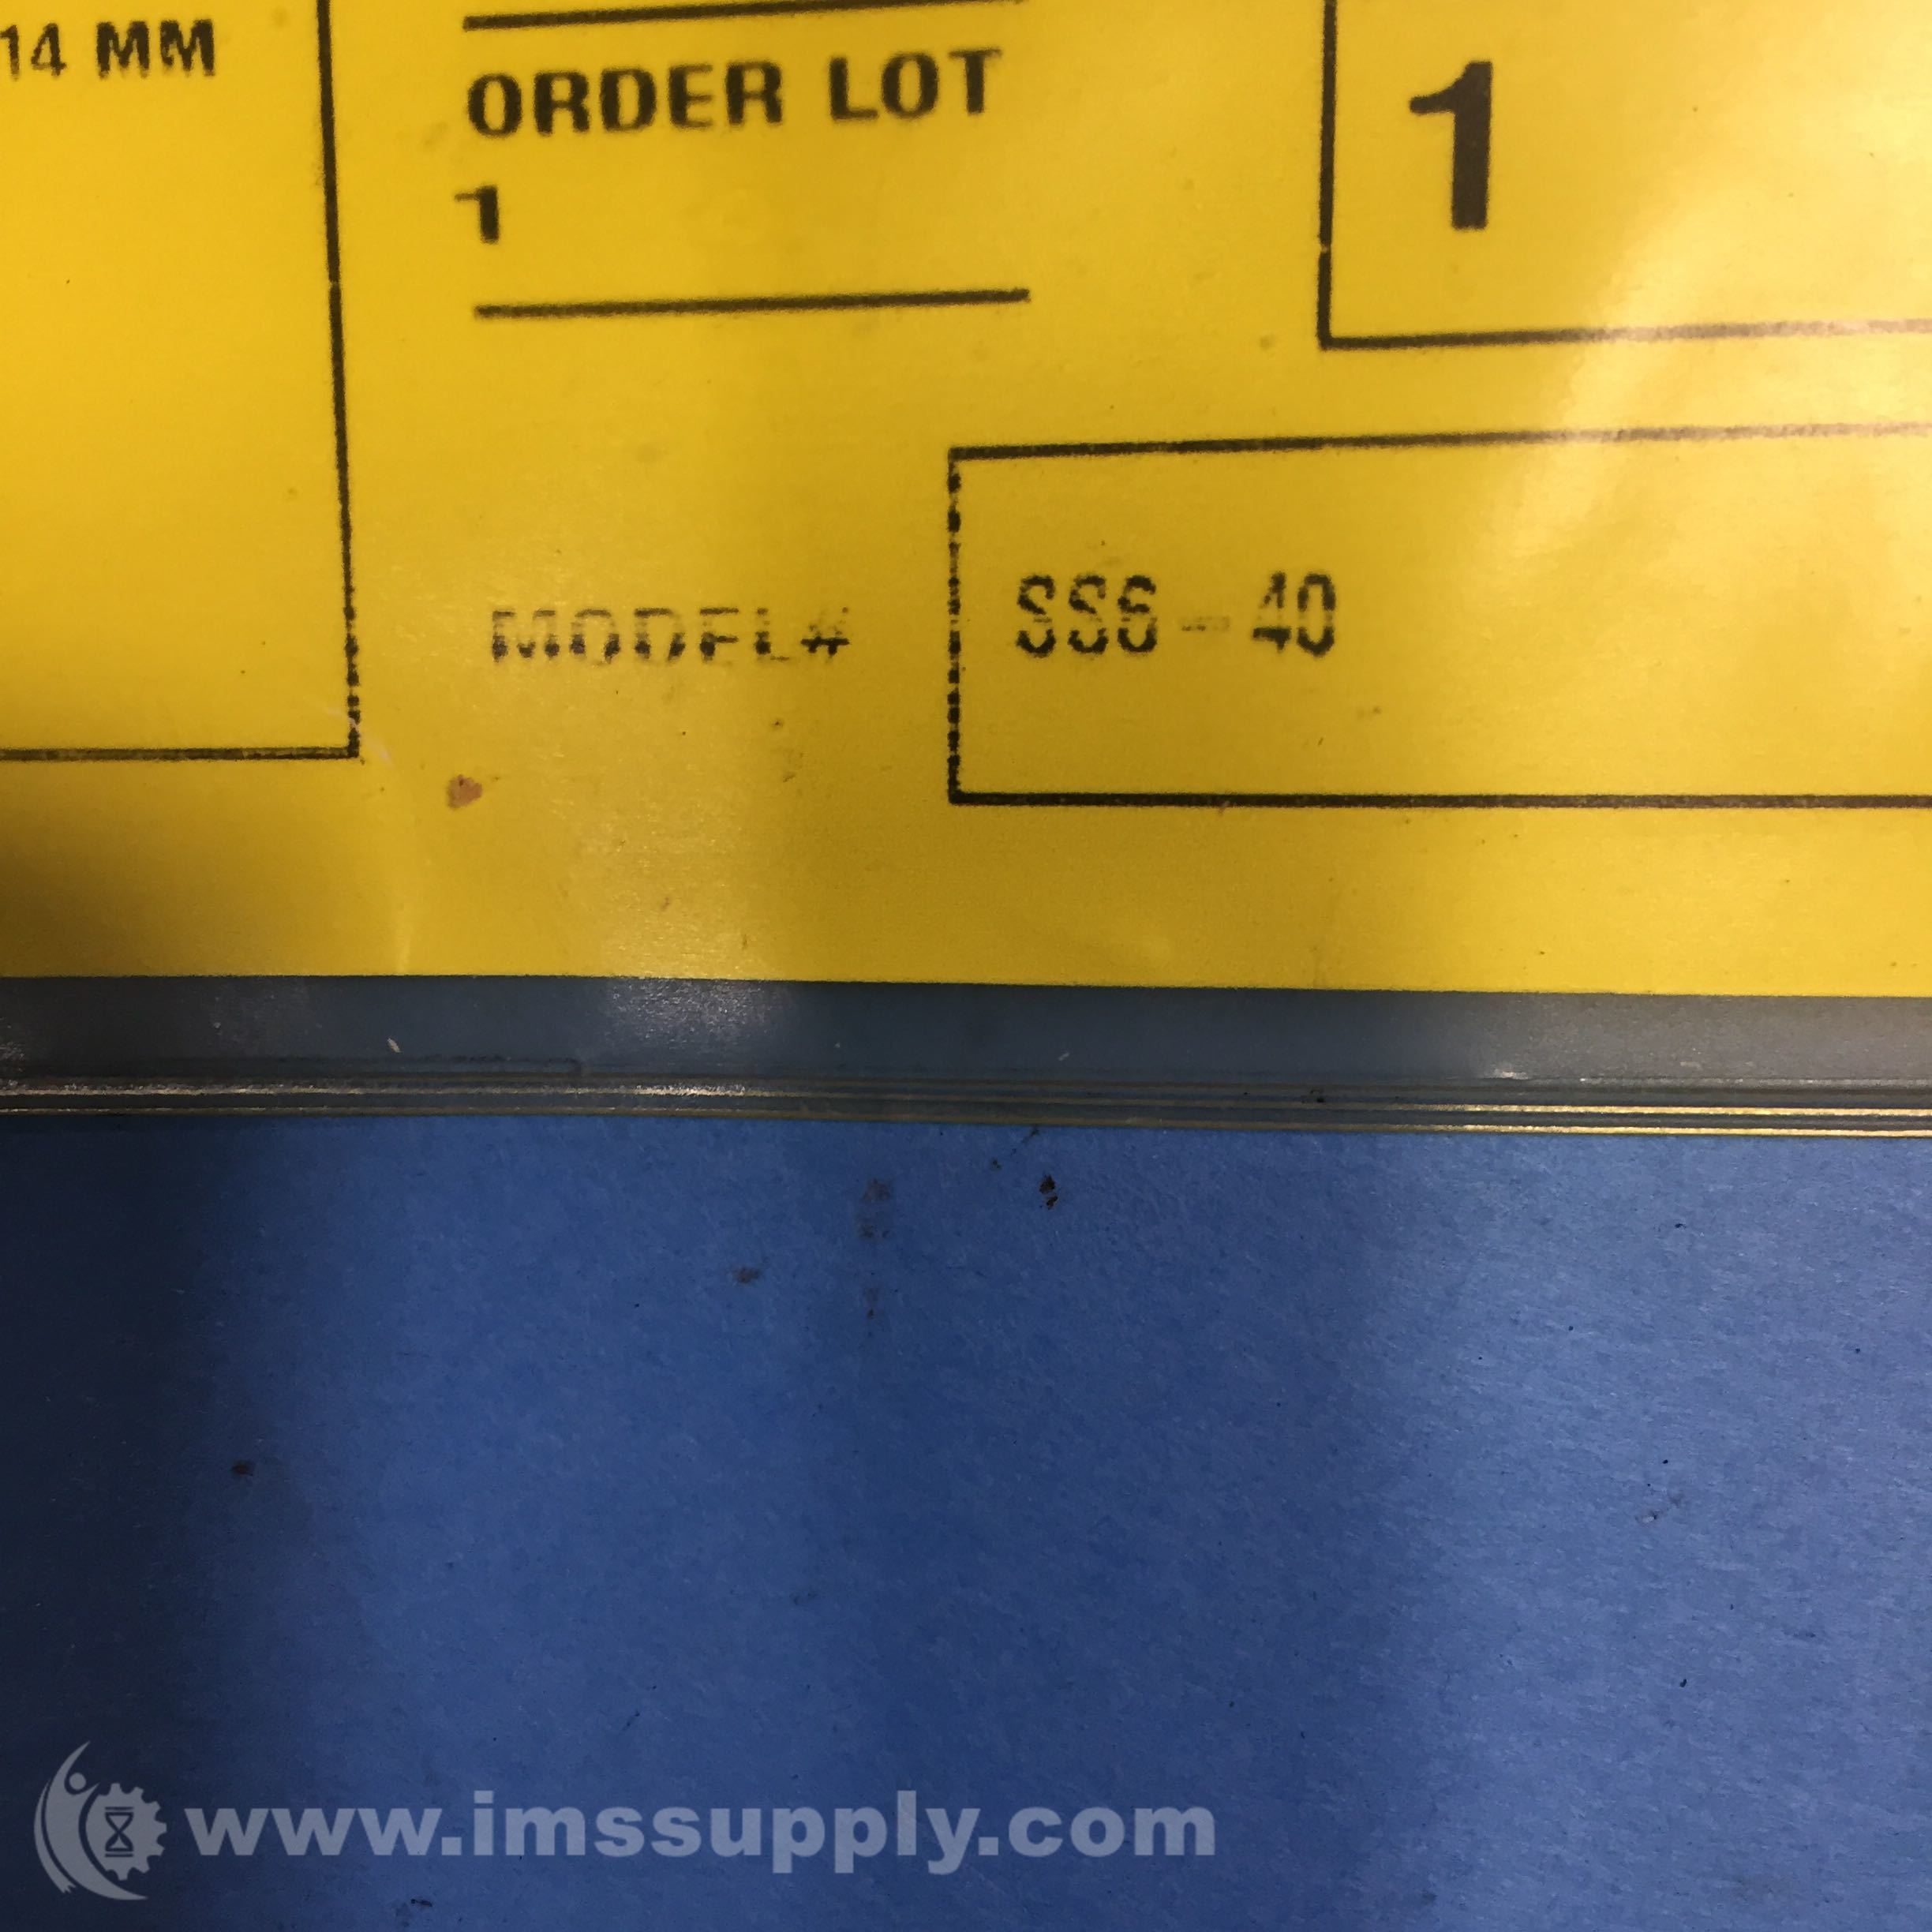 14 MM
ORDER LOT
1
1
MODEL#
SS6-40
www.imssupply.com